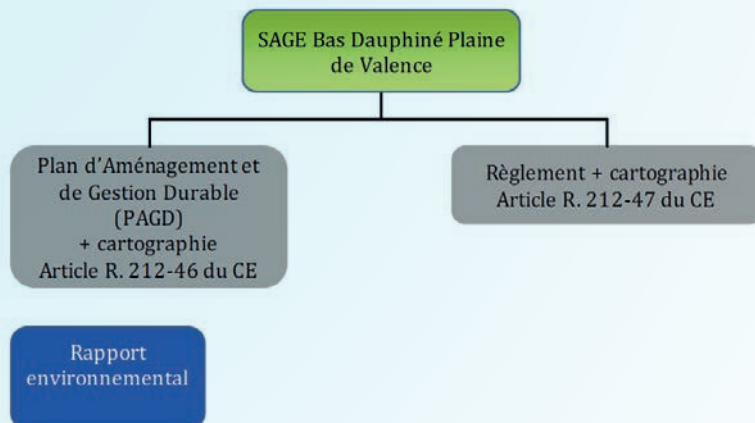 SAGE Bas Dauphiné Plaine
de Valence
Plan d'Aménagement et
de Gestion Durable
(PAGD)
+ cartographie
Article R. 212-46 du CE
Règlement + cartographie
Article R. 212-47 du CE
Rapport
environnemental